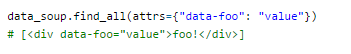 data_soup.find_all(attrs={"data-foo": "value"})
# [<div data-foo="value">foo!</div>]